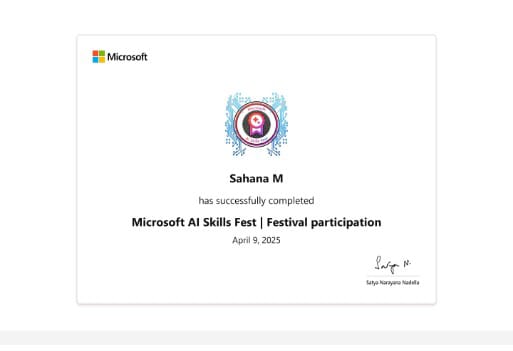 Microsoft
Sahana M
has successfully completed
Microsoft AI Skills Fest | Festival participation
April 9, 2025
Satya N.
Satya Narayana Nadella